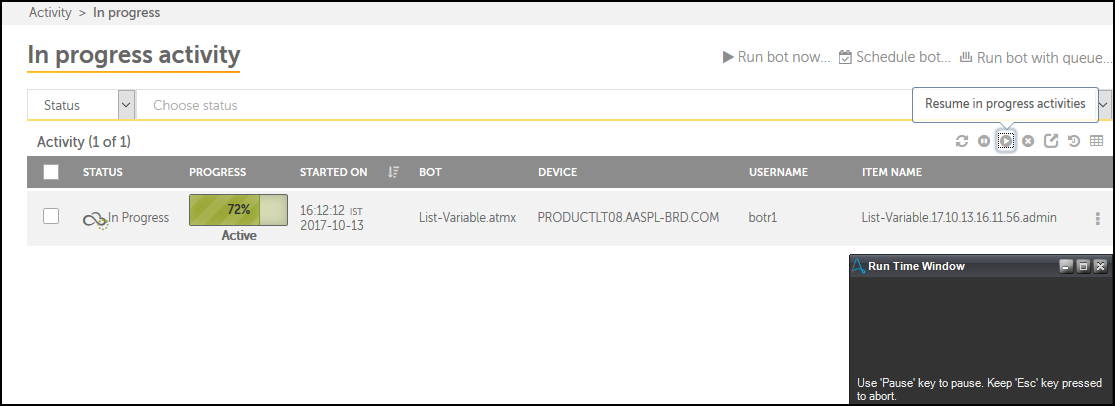 Activity > In progress
In progress activity
Run bot now... Schedule bot... Run bot with queue...
Status Choose status
Resume in progress activities
Activity (1 of 1)
STATUS PROGRESS STARTED ON BOT DEVICE USERNAME ITEM NAME
In Progress 72% 16:12:12 IST List-Variable.atmx PRODUCTLT08.AASPL-BRD.COM botr1 List-Variable.17.10.13.16.11.56.admin
2017-10-13
Active
Run Time Window
Use 'Pause' key to pause. Keep 'Esc' key pressed
to abort.